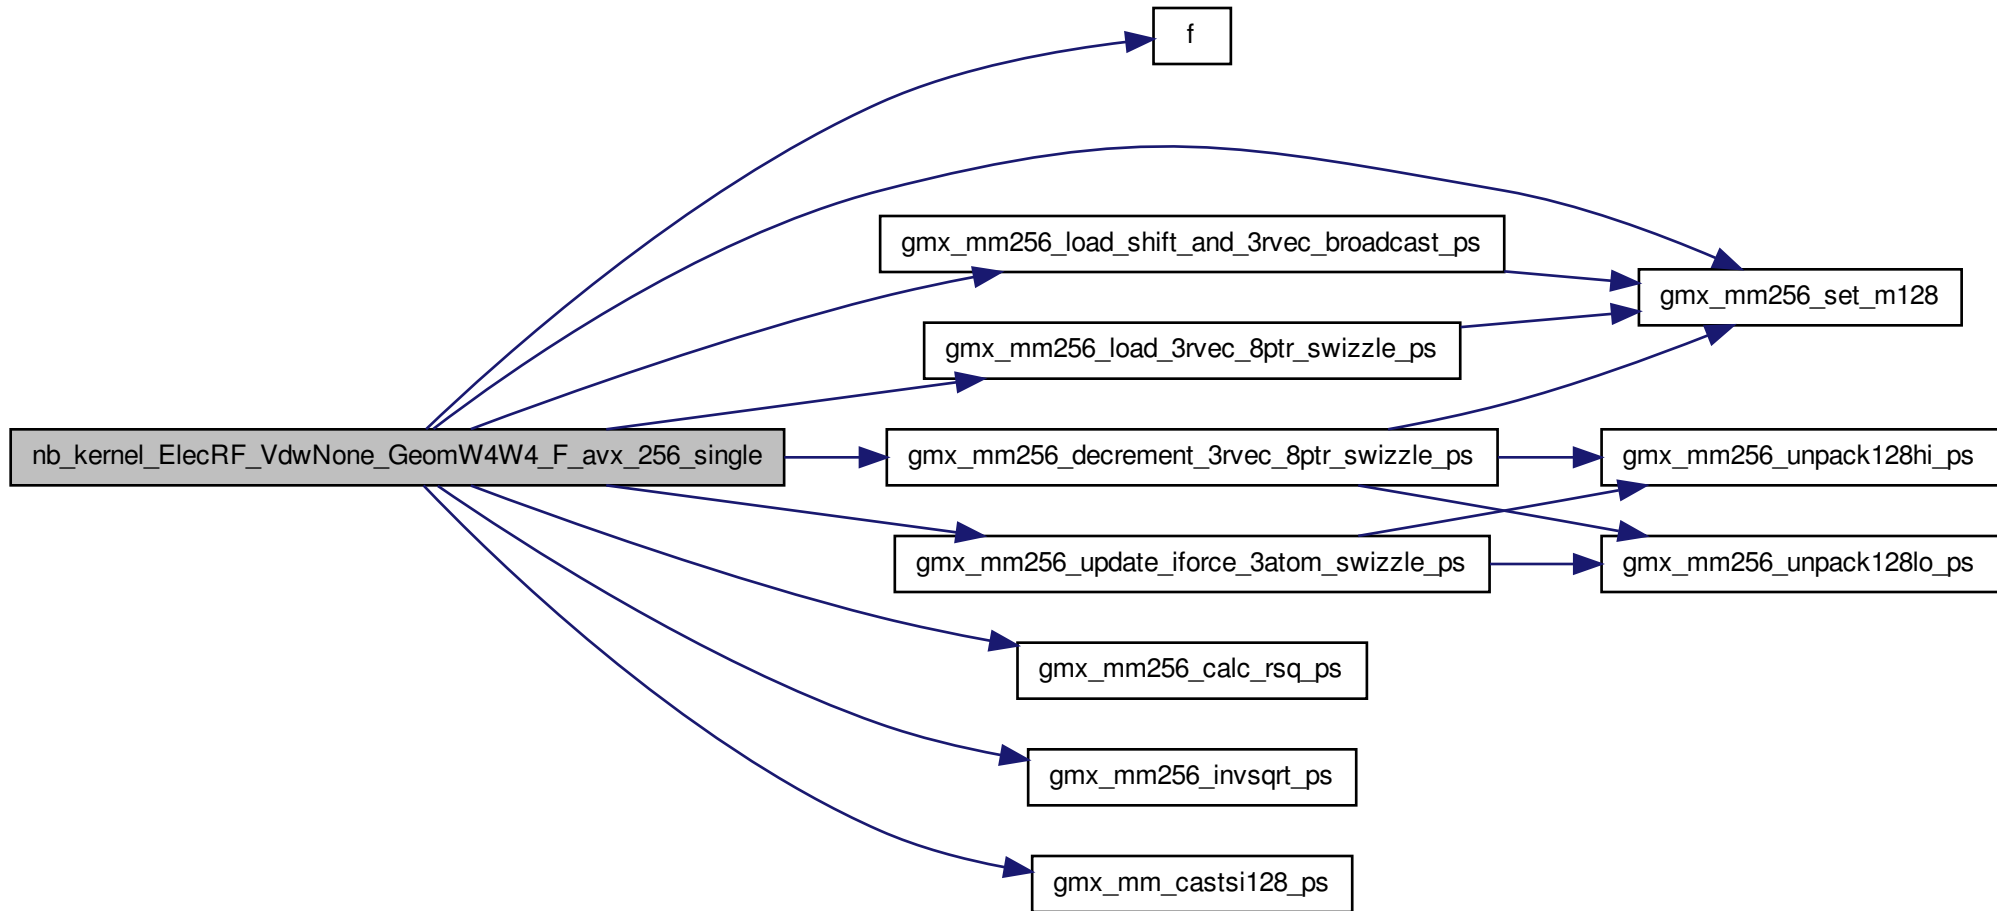 f
gmx_mm256_load_shift_and_3rvec_broadcast_ps
gmx_mm256_set_m128
gmx_mm256_load_3rvec_8ptr_swizzle_ps
nb_kernel_ElecRF_VdwNone_GeomW4W4_F_avx_256_single
gmx_mm256_decrement_3rvec_8ptr_swizzle_ps
gmx_mm256_unpack128hi_ps
gmx_mm256_update_iforce_3atom_swizzle_ps
gmx_mm256_unpack128lo_ps
gmx_mm256_calc_rsq_ps
gmx_mm256_invsqrt_ps
gmx_mm_castsi128_ps